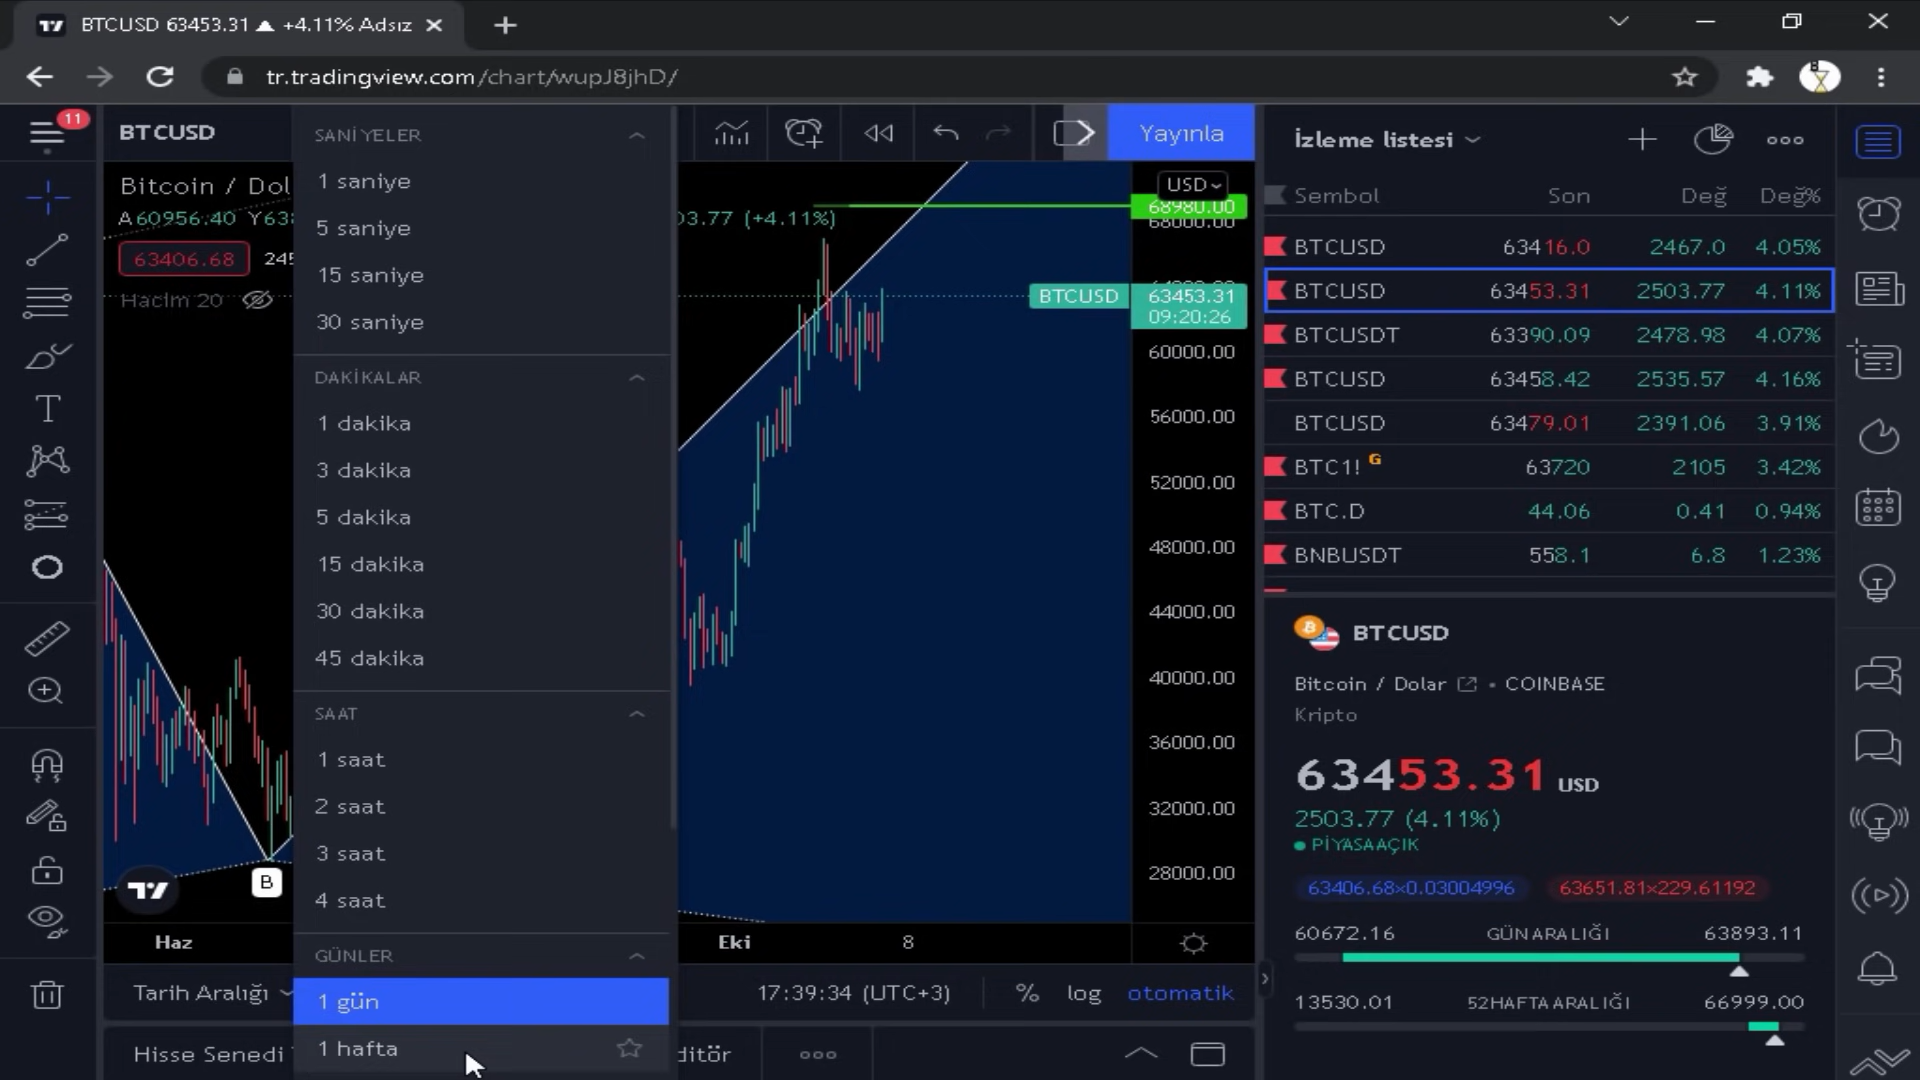 BTCUSD 63453.31 ▲ +4.11% Adsız
tr.tradingview.com/chart/wupJ8jhD/
11
BTCUSD
Yayınla
Bitcoin / Dol
A60956.40 Y63
03.77 (+4.11%)
63406.68
245
Hacim 20
SANİYELER
1 saniye
5 saniye
15 saniye
30 saniye
DAKİKALAR
1 dakika
3 dakika
5 dakika
15 dakika
30 dakika
45 dakika
SAAT
1 saat
2 saat
3 saat
4 saat
GÜNLER
1 gün
1 hafta
USD
68980.00
68000.00
BTCUSD
63453.31
09:20:26
60000.00
56000.00
52000.00
48000.00
44000.00
40000.00
36000.00
32000.00
28000.00
B
Haz
Eki
8
Tarih Aralığı
17:39:34 (UTC+3)
%
log
otomatik
Hisse Senedi
ditör
İzleme listesi
Sembol Son Değ Değ%
BTCUSD 63416.0 2467.0 4.05%
BTCUSD 63453.31 2503.77 4.11%
BTCUSDT 63390.09 2478.98 4.07%
BTCUSD 63458.42 2535.57 4.16%
BTCUSD 63479.01 2391.06 3.91%
BTC1! G 63720 2105 3.42%
BTC.D 44.06 0.41 0.94%
BNBUSDT 558.1 6.8 1.23%
BTCUSD
Bitcoin / Dolar • COINBASE
Kripto
63453.31 USD
2503.77 (4.11%)
PİYASA AÇIK
63406.68×0.03004996 63651.81×229.61192
60672.16 GÜN ARALIĞI 63893.11
13530.01 52HAFTA ARALIĞI 66999.00